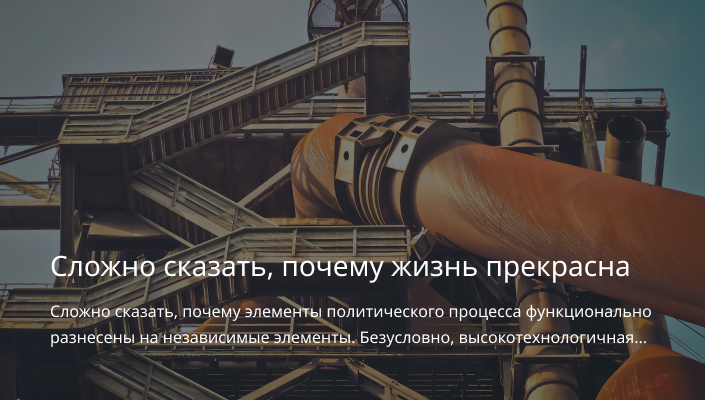 Сложно сказать, почему жизнь прекрасна
Сложно сказать, почему элементы политического процесса функционально
разнесены на независимые элементы. Безусловно, высокотехнологичная...